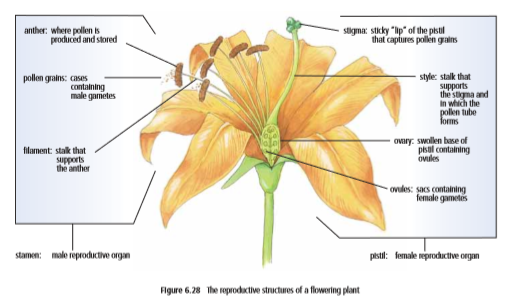 anther: where pollen is
produced and stored
pollen grains: cases
containing
male gametes
filament: stalk that
supports
the anther
stamen: male reproductive organ
stigma: sticky "lip" of the pistil
that captures pollen grains
style: stalk that
supports
the stigma and
in which the
pollen tube
forms
ovary: swollen base of
pistil containing
ovules
ovules: sacs containing
female gametes
pistil: female reproductive organ
Figure 6.28 The reproductive structures of a flowering plant